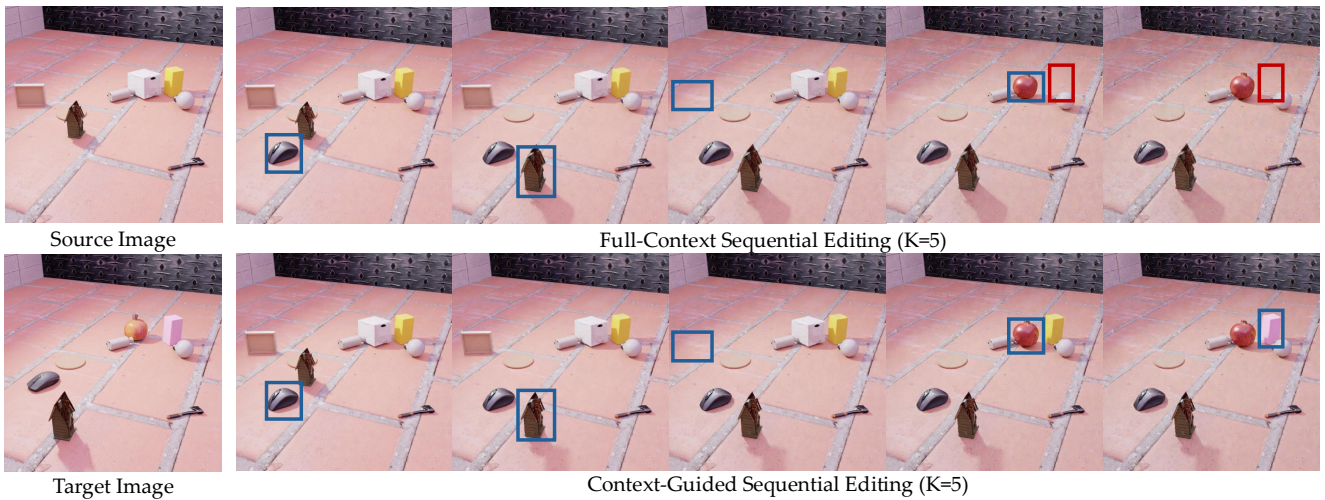 Source Image
Full-Context Sequential Editing (K=5)
Target Image
Context-Guided Sequential Editing (K=5)